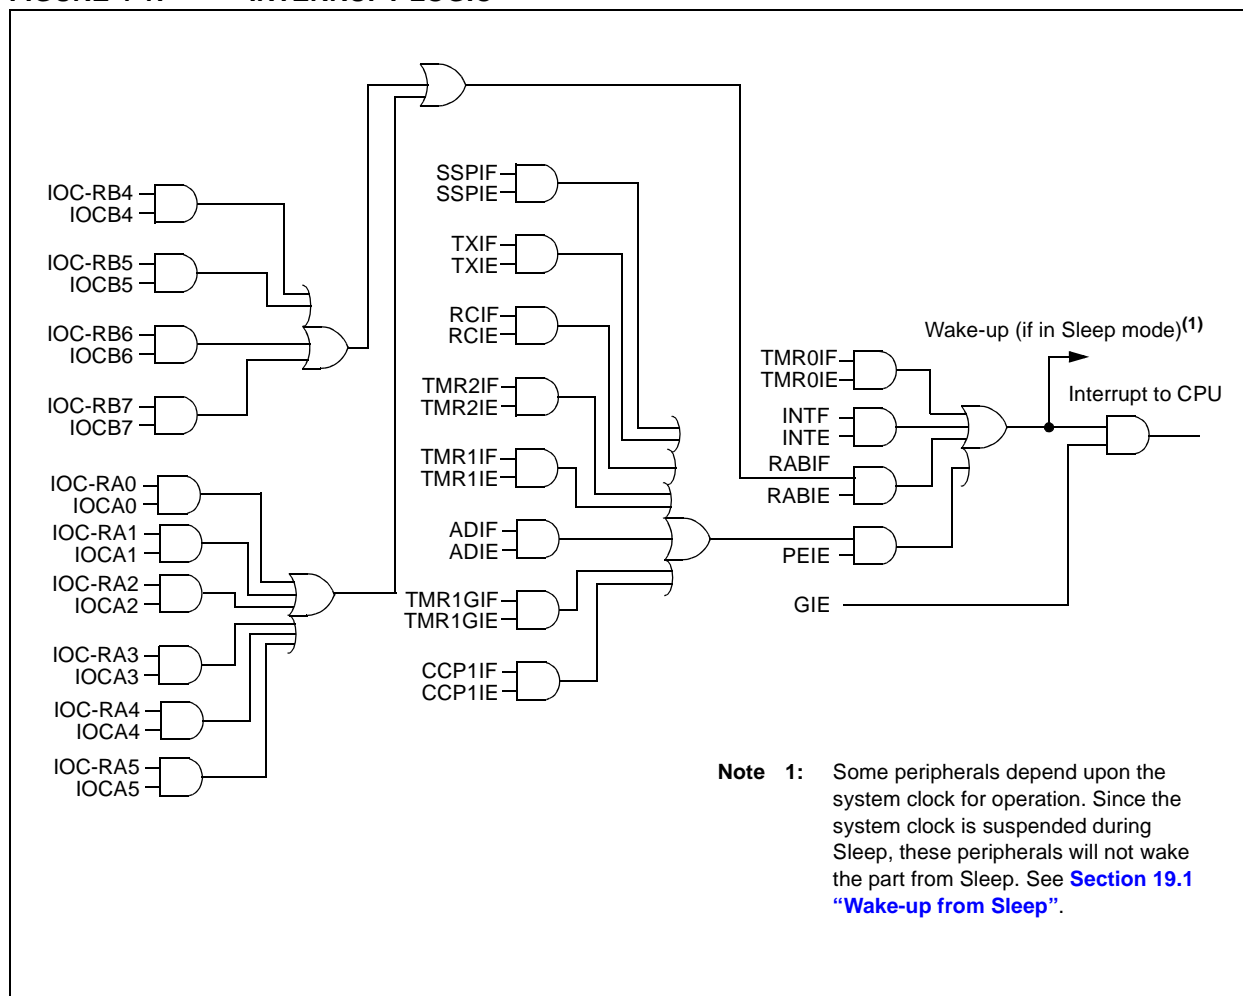 IOC-RB4
IOCB4
IOC-RB5
IOCB5
IOC-RB6
IOCB6
IOC-RB7
IOCB7
IOC-RA0
IOCA0
IOC-RA1
IOCA1
IOC-RA2
IOCA2
IOC-RA3
IOCA3
IOC-RA4
IOCA4
IOC-RA5
IOCA5
SSPIF
SSPIE
TXIF
TXIE
RCIF
RCIE
TMR2IF
TMR2IE
TMR1IF
TMR1IE
ADIF
ADIE
TMR1GIF
TMR1GIE
CCP1IF
CCP1IE
TMR0IF
TMR0IE
INTF
INTE
RABIF
RABIE
PEIE
GIE
Wake-up (if in Sleep mode)(1)
Interrupt to CPU
Note 1: Some peripherals depend upon the
system clock for operation. Since the
system clock is suspended during
Sleep, these peripherals will not wake
the part from Sleep. See Section 19.1
“Wake-up from Sleep”.